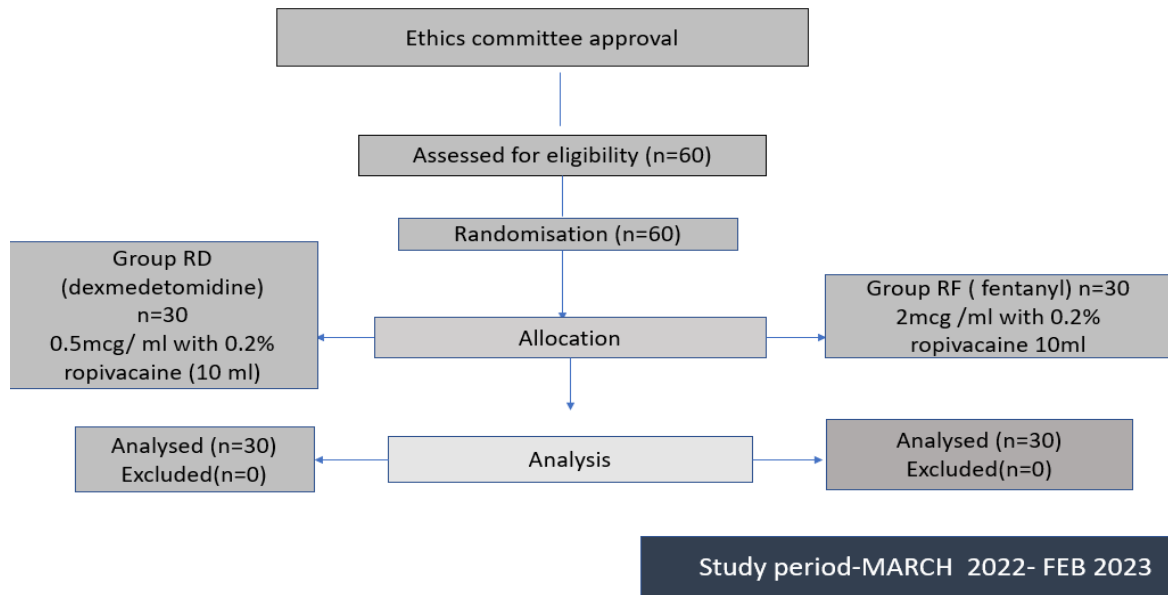 Ethics committee approval
Assessed for eligibility (n=60)
Randomisation (n=60)
Group RD
(dexmedetomidine)
n=30
0.5mcg/ ml with 0.2%
ropivacaine (10 ml)
Allocation
Group RF ( fentanyl) n=30
2mcg /ml with 0.2%
ropivacaine 10ml
Analysed (n=30)
Excluded(n=0)
Analysis
Analysed (n=30)
Excluded(n=0)
Study period-MARCH 2022- FEB 2023